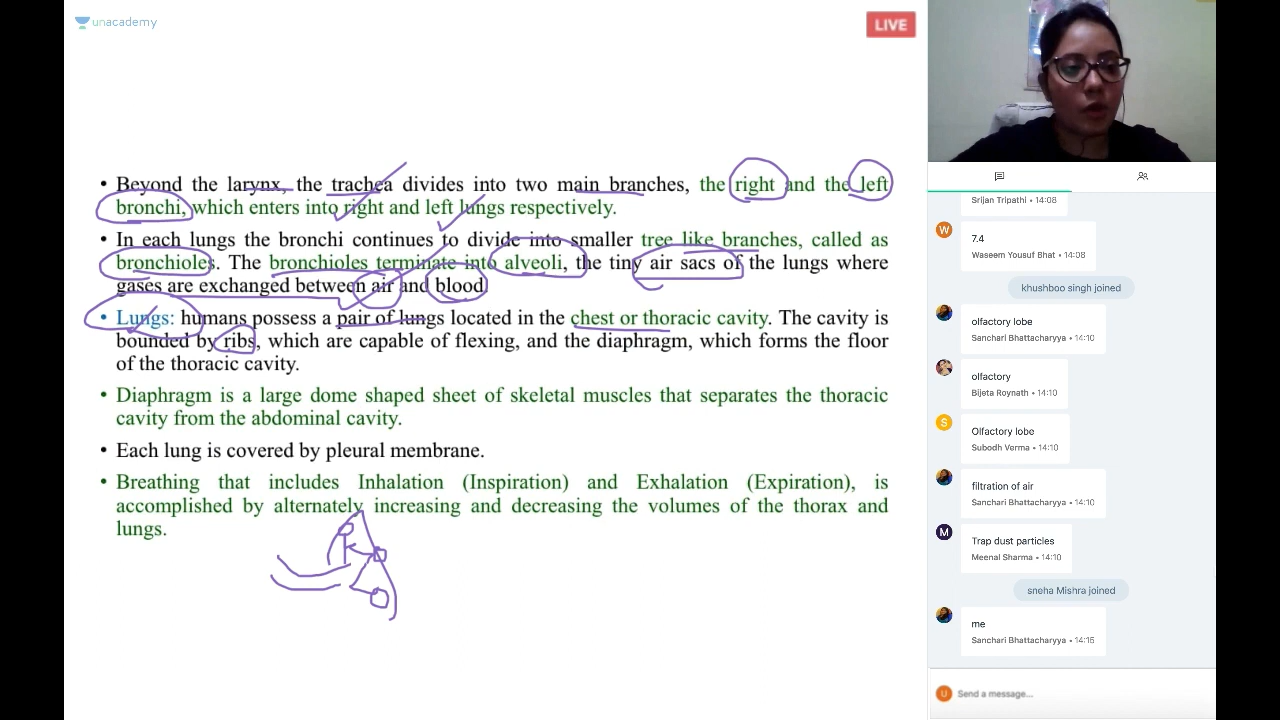 unacademy
LIVE
• Beyond the larynx, the trachea divides into two main branches, the right and the left
bronchi, which enters into right and left lungs respectively.
• In each lungs the bronchi continues to divide into smaller tree like branches, called as
bronchioles. The bronchioles terminate into alveoli, the tiny air sacs of the lungs where
gases are exchanged between air and blood.
• Lungs: humans possess a pair of lungs located in the chest or thoracic cavity. The cavity is
bounded by ribs, which are capable of flexing, and the diaphragm, which forms the floor
of the thoracic cavity.
• Diaphragm is a large dome shaped sheet of skeletal muscles that separates the thoracic
cavity from the abdominal cavity.
• Each lung is covered by pleural membrane.
• Breathing that includes Inhalation (Inspiration) and Exhalation (Expiration), is
accomplished by alternately increasing and decreasing the volumes of the thorax and
lungs.
Srijan Tripathi • 14:08
W
7.4
Waseem Yousuf Bhat • 14:08
khushboo singh joined
olfactory lobe
Sanchari Bhattacharyya • 14:10
olfactory
Bijeta Roynath • 14:10
S
Olfactory lobe
Subodh Verma • 14:10
filtration of air
Sanchari Bhattacharyya • 14:10
M
Trap dust particles
Meenal Sharma • 14:10
sneha Mishra joined
me
Sanchari Bhattacharyya • 14:15
U
Send a message...